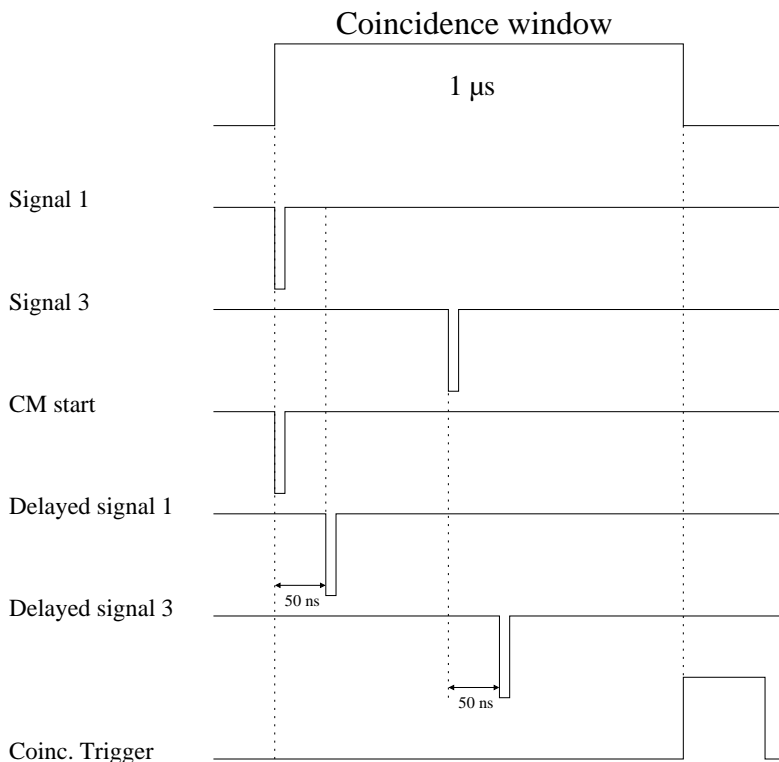 Coincidence window
1 μs
Signal 1
Signal 3
CM start
Delayed signal 1
50 ns
Delayed signal 3
50 ns
Coinc. Trigger